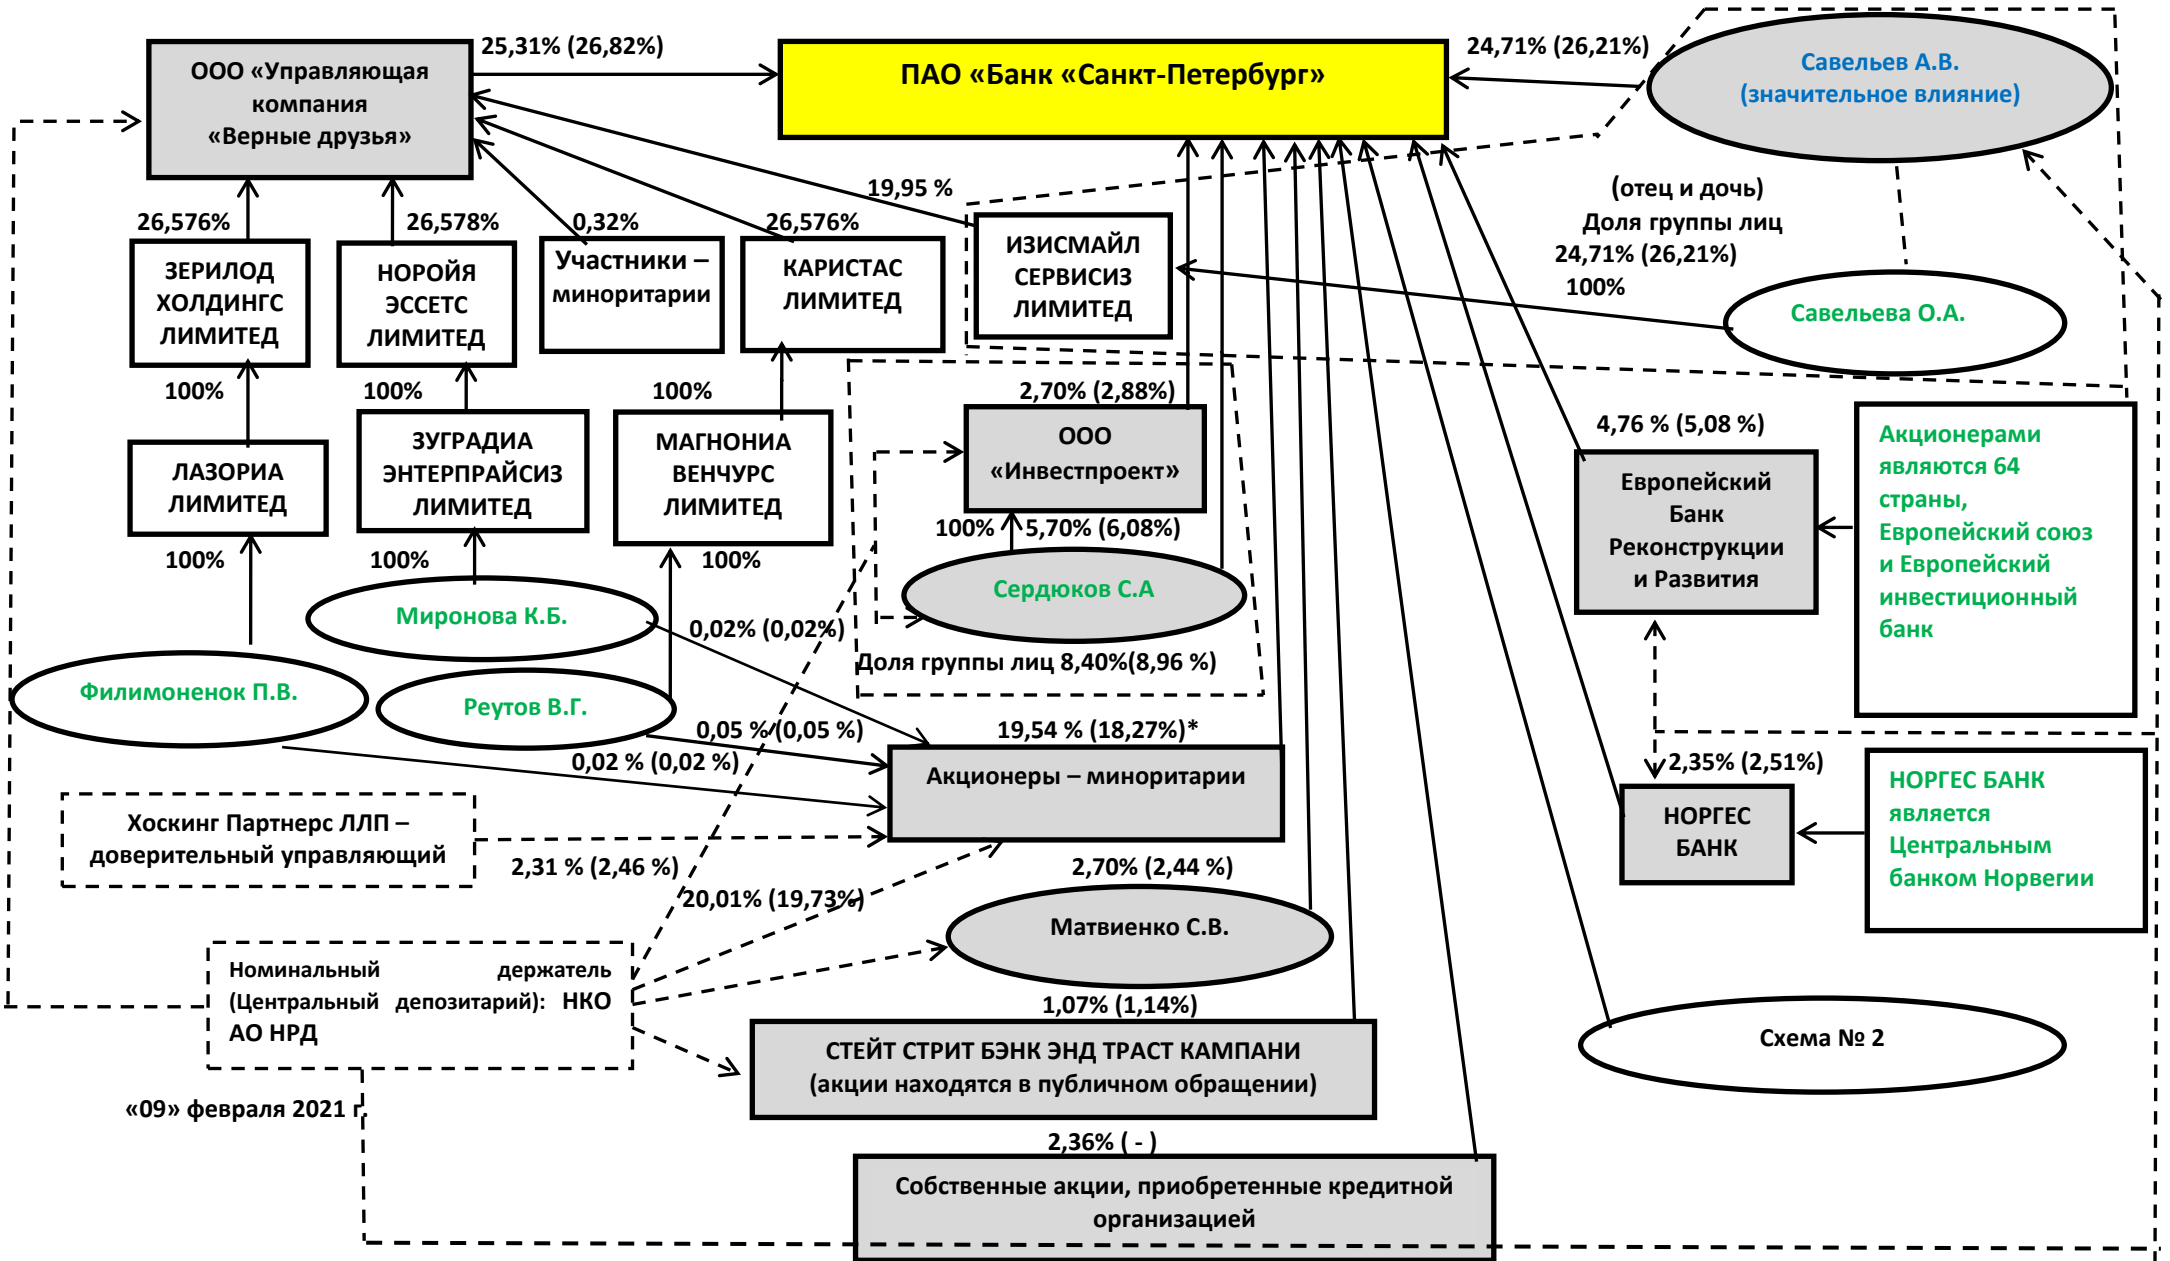 25,31% (26,82%)
24,71% (26,21%)
ООО «Управляющая
компания
«Верные друзья»
ПАО «Банк «Санкт-Петербург»
Савельев А.В.
(значительное влияние)
19,95 %
(отец и дочь)
Доля группы лиц
24,71% (26,21%)
100%
26,576%
26,578%
0,32%
26,576%
ЗЕРИЛОД
ХОЛДИНГС
ЛИМИТЕД
НОРОЙЯ
ЭССЕТС
ЛИМИТЕД
Участники –
миноритарии
КАРИСТАС
ЛИМИТЕД
ИЗИСМАЙЛ
СЕРВИСИЗ
ЛИМИТЕД
Савельева О.А.
100%
100%
100%
2,70% (2,88%)
4,76 % (5,08 %)
ЛАЗОРИА
ЛИМИТЕД
ЗУГРАДИА
ЭНТЕРПРАЙСИЗ
ЛИМИТЕД
МАГНОНИА
ВЕНЧУРС
ЛИМИТЕД
ООО
«Инвестпроект»
Европейский
Банк
Реконструкции
и Развития
Акционерами
являются 64
страны,
Европейский союз
и Европейский
инвестиционный
банк
100%
100%
100%
100%
5,70% (6,08%)
Сердюков С.А
Миронова К.Б.
0,02% (0,02%)
Доля группы лиц 8,40%(8,96 %)
Филимоненок П.В.
Реутов В.Г.
0,05 % (0,05 %)
19,54 % (18,27%)*
0,02 % (0,02 %)
Акционеры – миноритарии
2,35% (2,51%)
НОРГЕС
БАНК
НОРГЕС БАНК
является
Центральным
банком Норвегии
Хоскинг Партнерс ЛЛП –
доверительный управляющий
2,31 % (2,46 %)
2,70% (2,44 %)
20,01% (19,73%)
Матвиенко С.В.
Номинальный держатель
(Центральный депозитарий): НКО
АО НРД
1,07% (1,14%)
СТЕЙТ СТРИТ БЭНК ЭНД ТРАСТ КАМПАНИ
(акции находятся в публичном обращении)
Схема № 2
«09» февраля 2021 г.
2,36% ( - )
Собственные акции, приобретенные кредитной
организацией